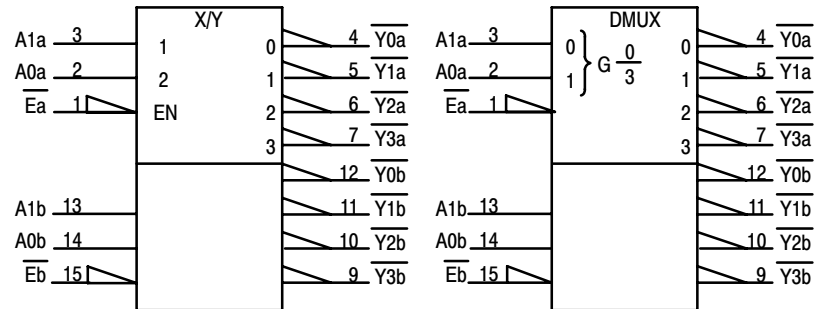 X/Y
A1a 3 1 0 4 Y0a
A0a 2 2 1 5 Y1a
Ea 1 EN 2 6 Y2a
3 7 Y3a
12 Y0b
A1b 13 11 Y1b
A0b 14 10 Y2b
Eb 15 9 Y3b
DMUX
A1a 3 0 G 0/3 0 4 Y0a
A0a 2 1 1 5 Y1a
Ea 1 2 6 Y2a
3 7 Y3a
12 Y0b
A1b 13 11 Y1b
A0b 14 10 Y2b
Eb 15 9 Y3b